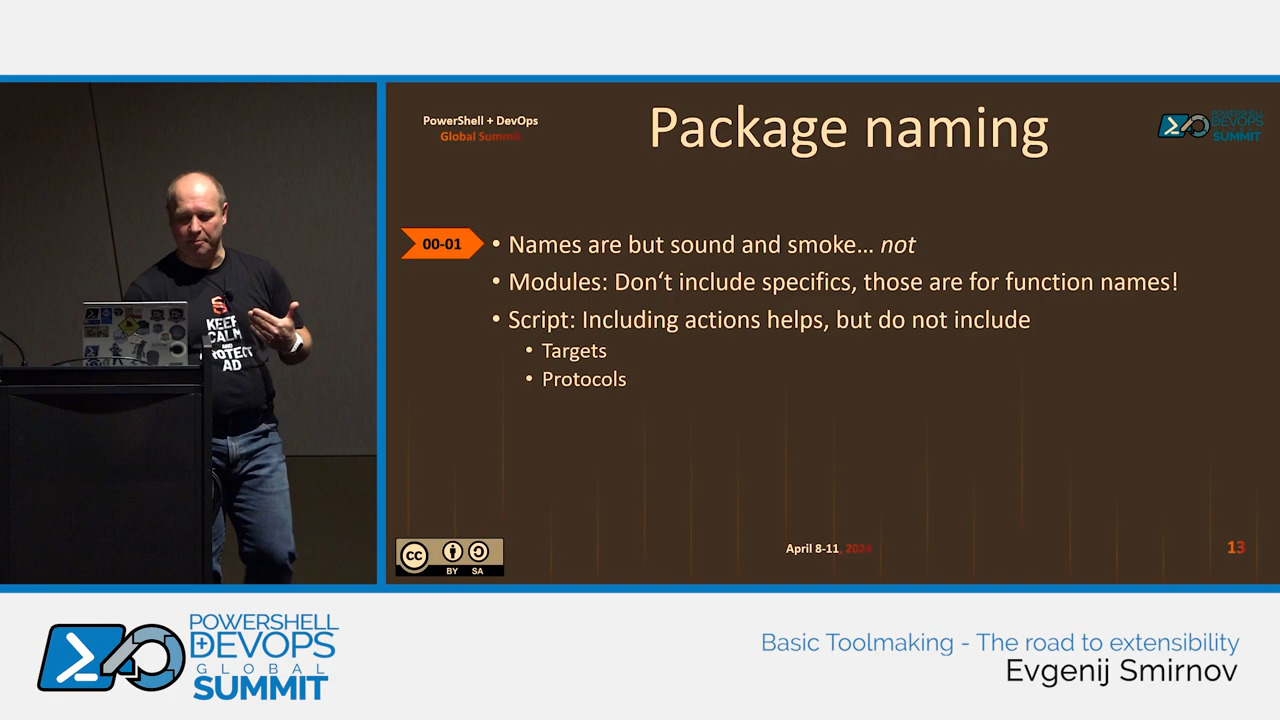 PowerShell + DevOps
Global Summit
Package naming
POWERSHELL
DEVOPS
SUMMIT
00-01
• Names are but sound and smoke… not
• Modules: Don‘t include specifics, those are for function names!
• Script: Including actions helps, but do not include
• Targets
• Protocols
KEEP
CALM
AND
PROTECT
AD
cc
BY SA
April 8-11, 2024
13
POWERSHELL
+DEVOPS
GLOBAL
SUMMIT
Basic Toolmaking - The road to extensibility
Evgenij Smirnov